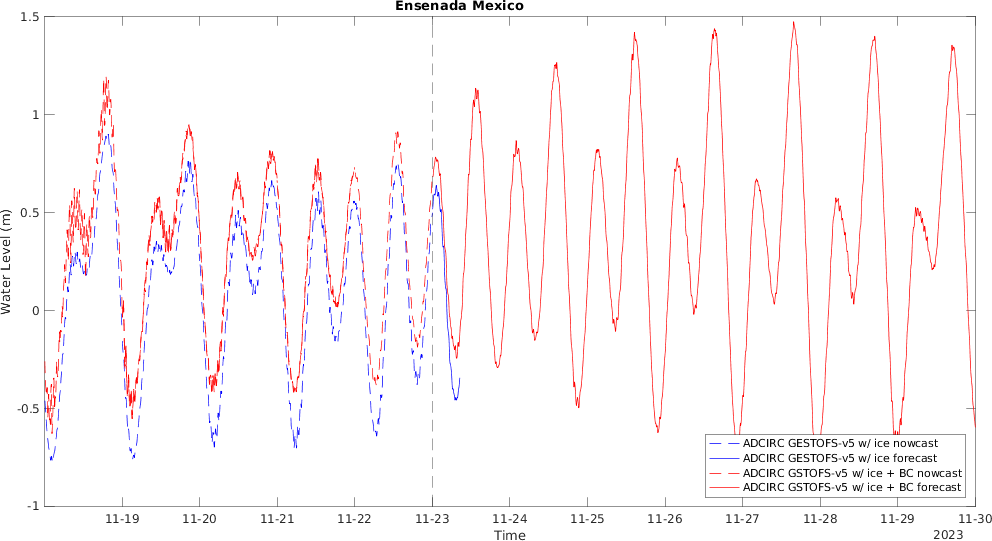 Ensenada Mexico
1.5
1
0.5
0
-0.5
-1
Water Level (m)
11-19 11-20 11-21 11-22 11-23 11-24 11-25 11-26 11-27 11-28 11-29 11-30
Time
2023
ADCIRC GESTOFS-v5 w/ ice nowcast
ADCIRC GESTOFS-v5 w/ ice forecast
ADCIRC GSTOFS-v5 w/ ice + BC nowcast
ADCIRC GSTOFS-v5 w/ ice + BC forecast